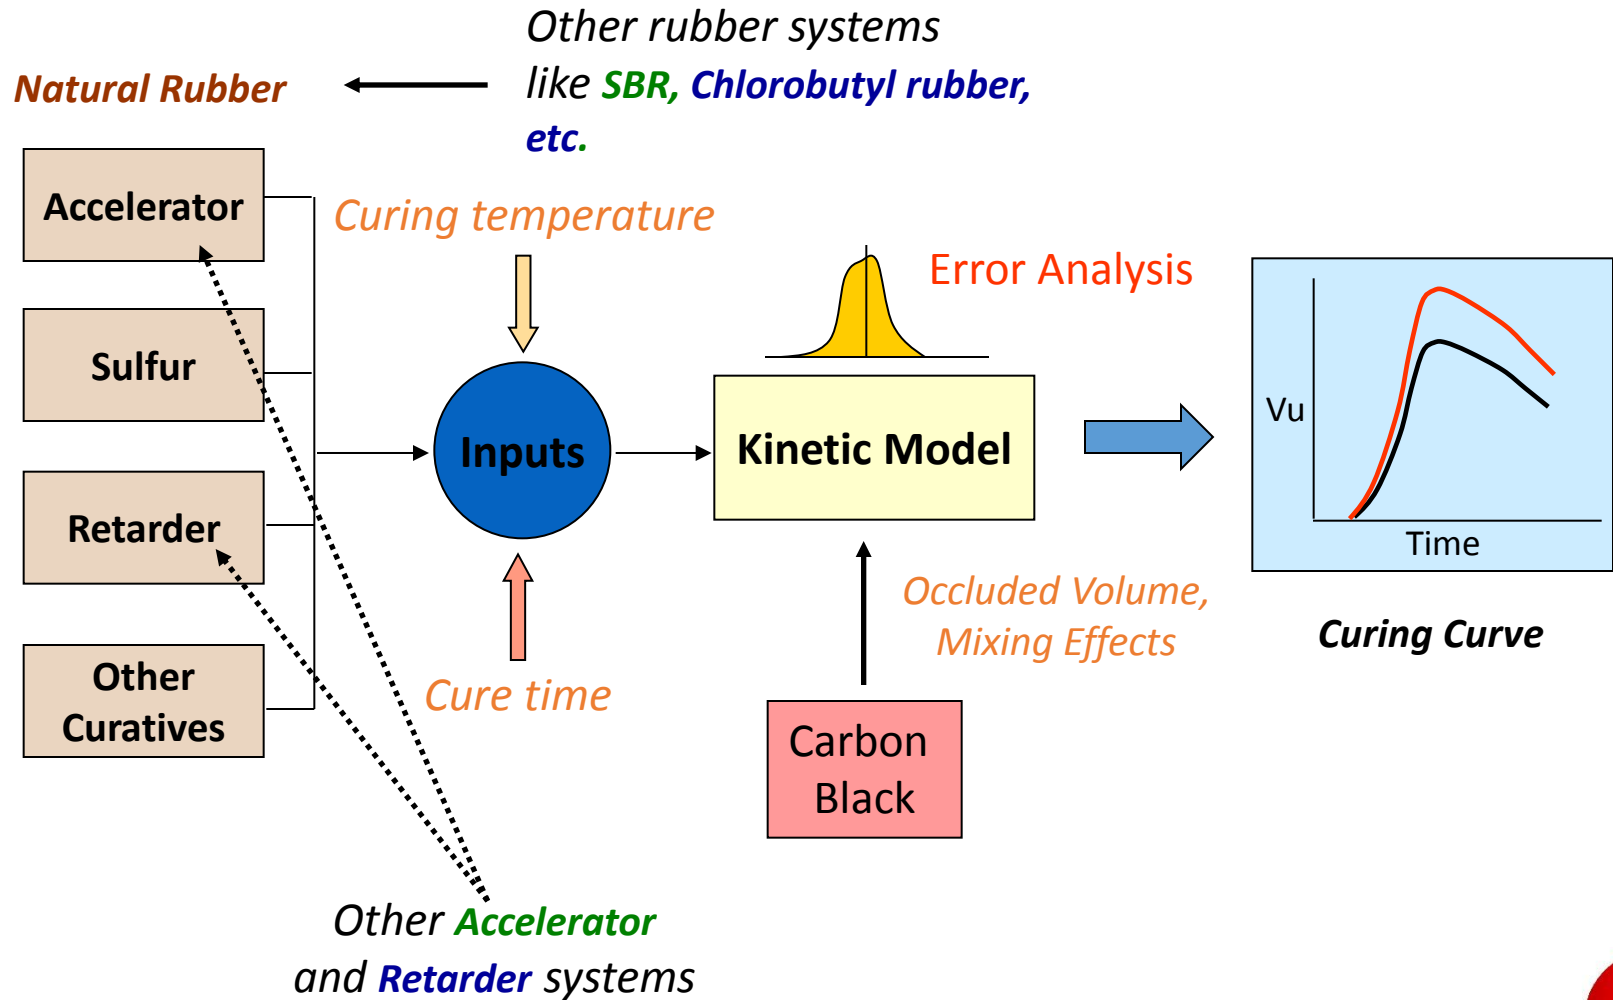 Other rubber systems
like SBR, Chlorobutyl rubber,
etc.
Natural Rubber
Accelerator
Sulfur
Retarder
Other
Curatives
Curing temperature
Inputs
Cure time
Error Analysis
Kinetic Model
Occluded Volume,
Mixing Effects
Carbon
Black
Vu
Time
Curing Curve
Other Accelerator
and Retarder systems